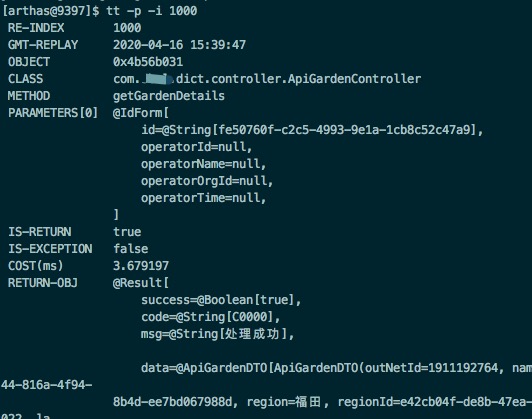 [arthas@9397]$ tt -p -i 1000
RE-INDEX 1000
GMT-REPLAY 2020-04-16 15:39:47
OBJECT 0x4b56b031
CLASS com. .dict.controller.ApiGardenController
METHOD getGardenDetails
PARAMETERS[0] @IdForm[
id=@String[fe50760f-c2c5-4993-9e1a-1cb8c52c47a9],
operatorId=null,
operatorName=null,
operatorOrgId=null,
operatorTime=null,
]
IS-RETURN true
IS-EXCEPTION false
COST(ms) 3.679197
RETURN-OBJ @Result[
success=@Boolean[true],
code=@String[C0000],
msg=@String[处理成功],
data=@ApiGardenDTO[ApiGardenDTO(outNetId=1911192764, nam
44-816a-4f94-
8b4d-ee7bd067988d, region=福田, regionId=e42cb04f-de8b-47ea-